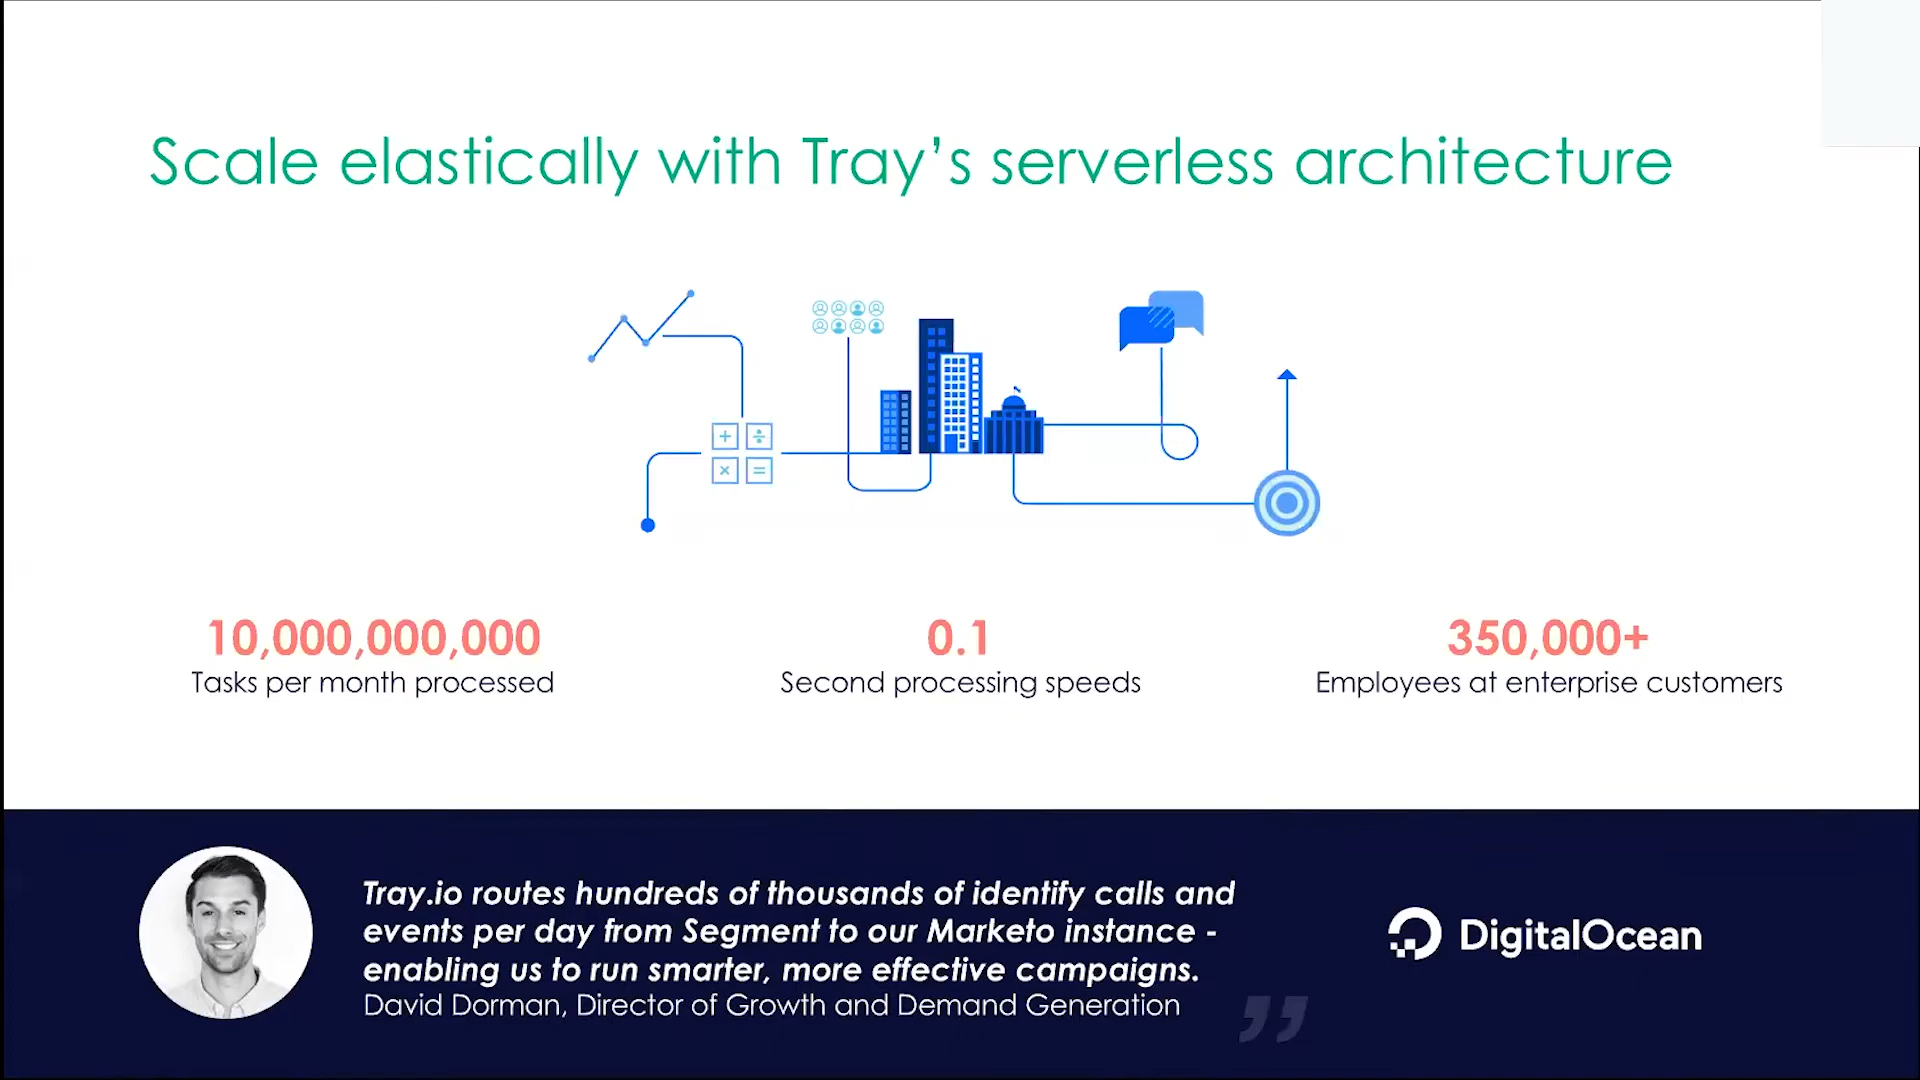 Scale elastically with Tray’s serverless architecture
+ ÷
× =
10,000,000,000
Tasks per month processed
0.1
Second processing speeds
350,000+
Employees at enterprise customers
Tray.io routes hundreds of thousands of identify calls and
events per day from Segment to our Marketo instance -
enabling us to run smarter, more effective campaigns.
David Dorman, Director of Growth and Demand Generation
”
DigitalOcean